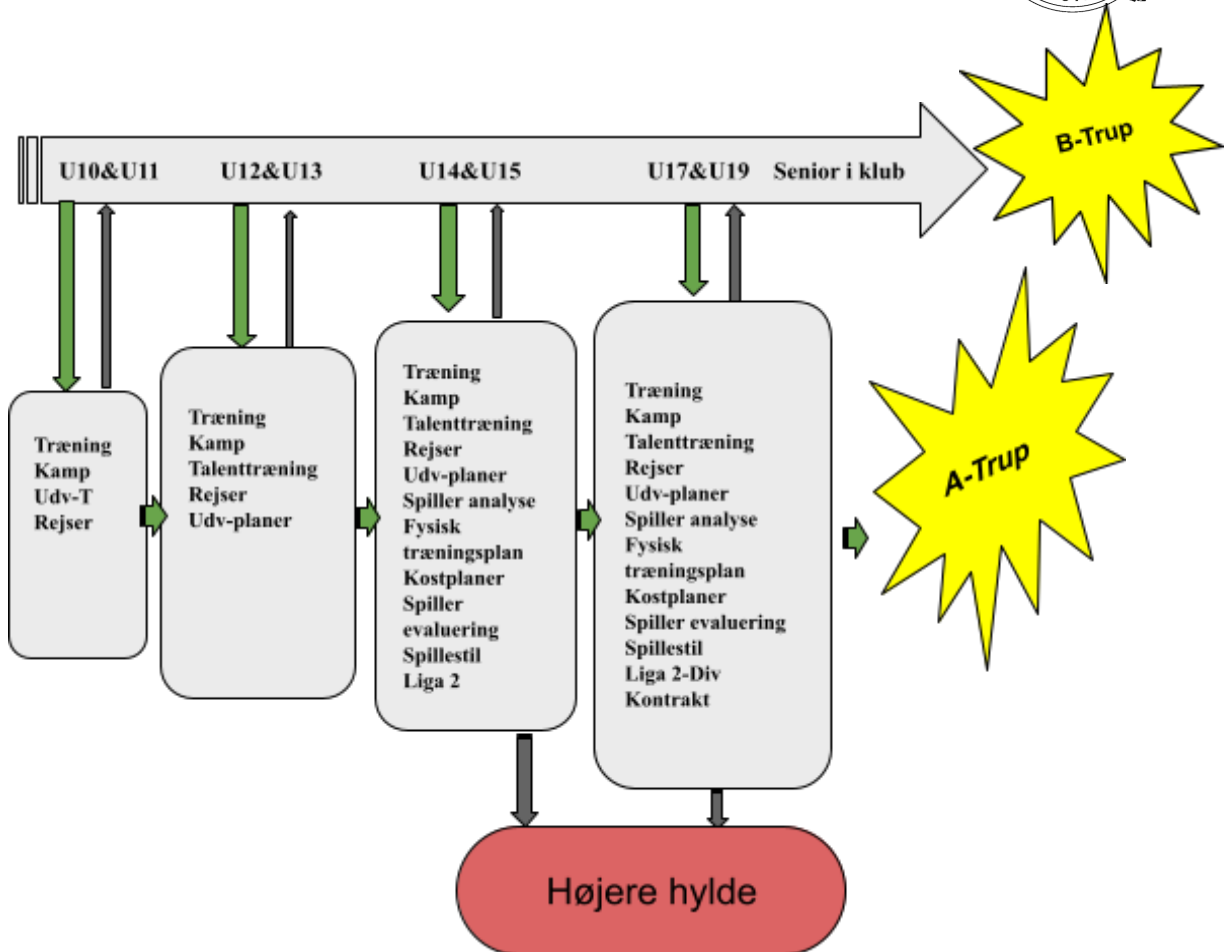 B-Trup
U10&U11
U12&U13
U14&U15
U17&U19
Senior i klub
Træning
Kamp
Udv-T
Rejser
Træning
Kamp
Talenttræning
Rejser
Udv-planer
Træning
Kamp
Talenttræning
Rejser
Udv-planer
Spiller analyse
Fysisk
træningsplan
Kostplaner
Spiller
evaluering
Spillestil
Liga 2
Træning
Kamp
Talenttræning
Rejser
Udv-planer
Spiller analyse
Fysisk
træningsplan
Kostplaner
Spiller evaluering
Spillestil
Liga 2-Div
Kontrakt
A-Trup
Højere hylde